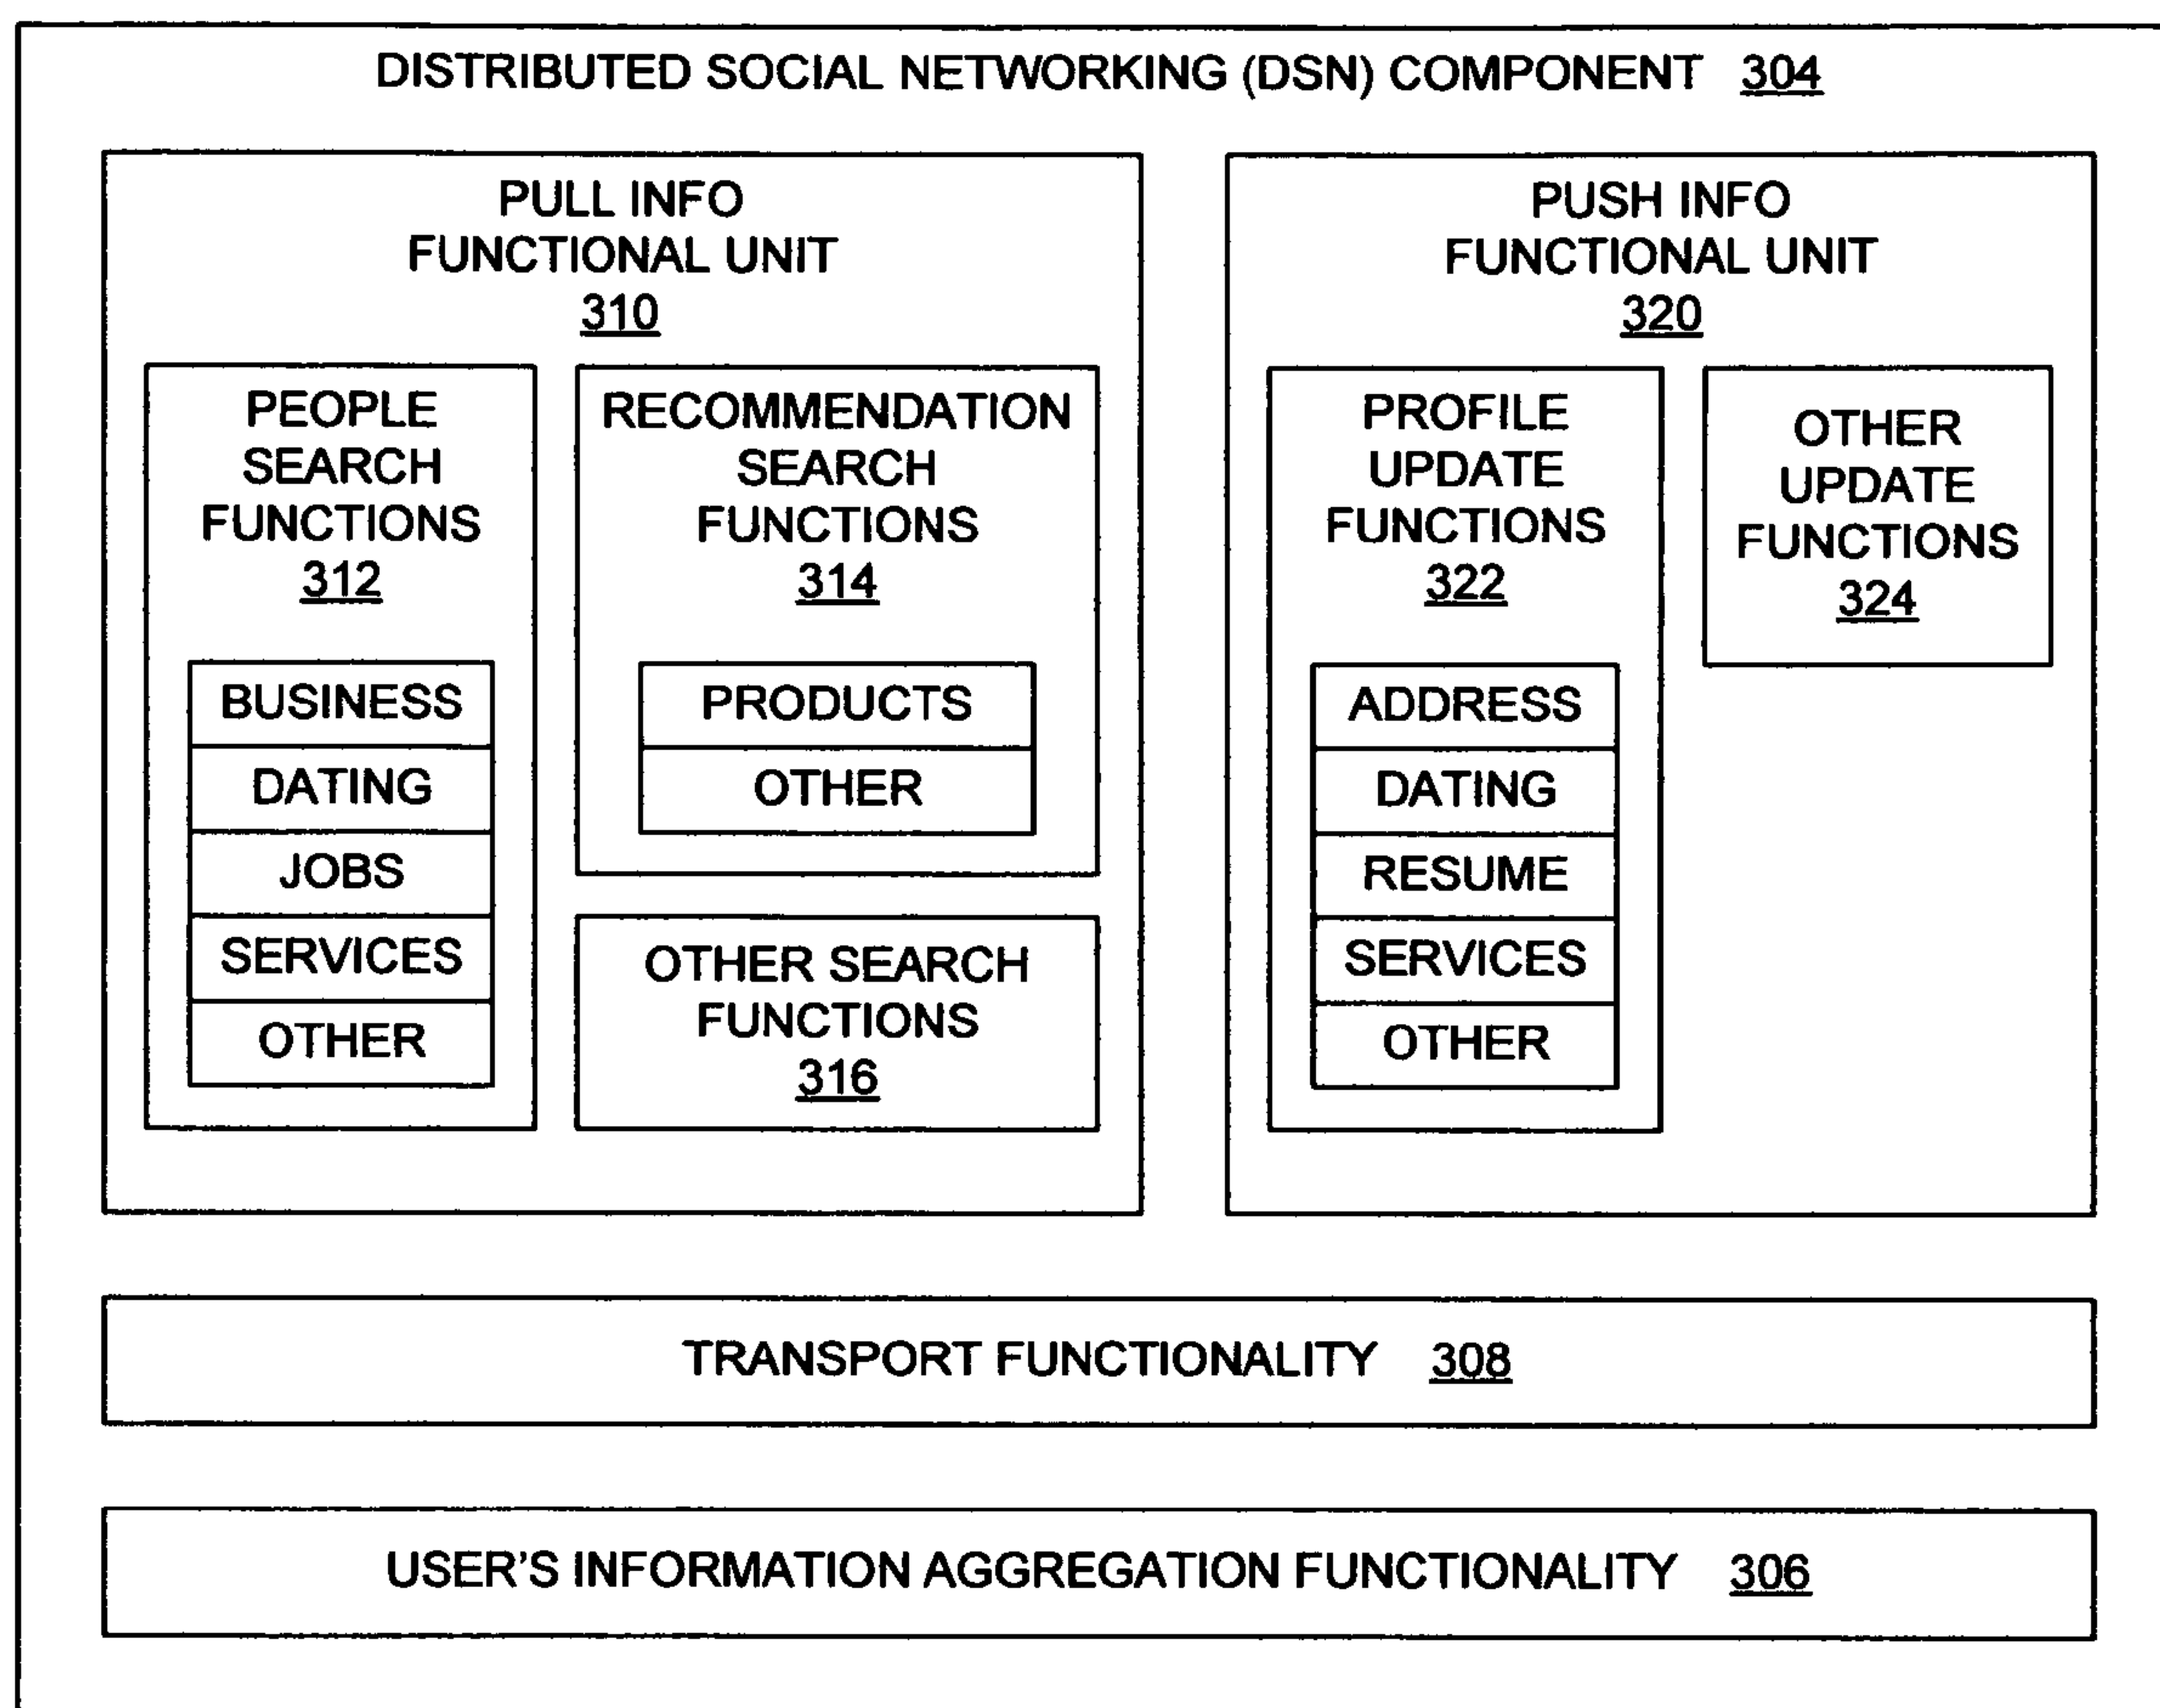 DISTRIBUTED SOCIAL NETWORKING (DSN) COMPONENT 304
PULL INFO
FUNCTIONAL UNIT
310
PEOPLE
SEARCH
FUNCTIONS
312
BUSINESS
DATING
JOBS
SERVICES
OTHER
RECOMMENDATION
SEARCH
FUNCTIONS
314
PRODUCTS
OTHER
OTHER SEARCH
FUNCTIONS
316
PUSH INFO
FUNCTIONAL UNIT
320
PROFILE
UPDATE
FUNCTIONS
322
ADDRESS
DATING
RESUME
SERVICES
OTHER
OTHER
UPDATE
FUNCTIONS
324
TRANSPORT FUNCTIONALITY 308
USER'S INFORMATION AGGREGATION FUNCTIONALITY 306